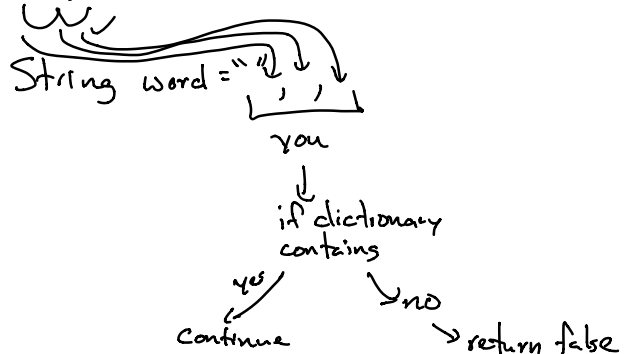 String word = " "
, ,
you
if dictionary
contains
yes
no
continue
return false